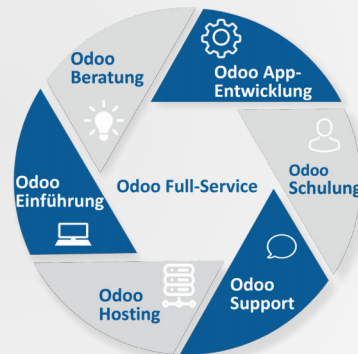 Odoo
Beratung
Odoo App-
Entwicklung
Odoo
Schulung
Odoo
Support
Odoo
Hosting
Odoo
Einführung
Odoo Full-Service